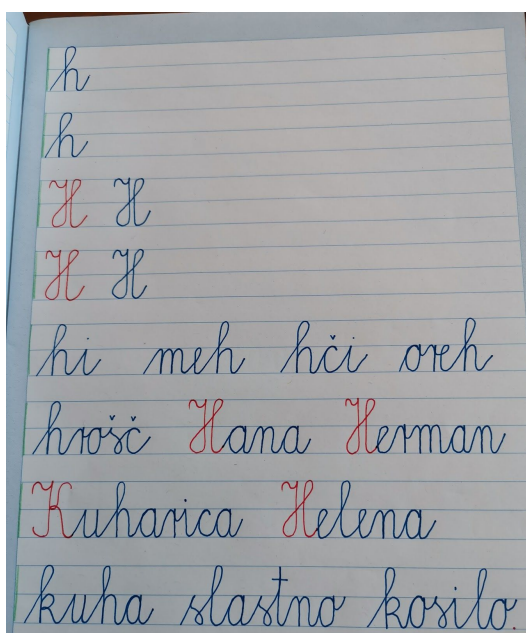 h
h
H H
H H
hi meh hči oreh
hrošč Hana Herman
Kuharica Helena
kuha slastno kosilo.